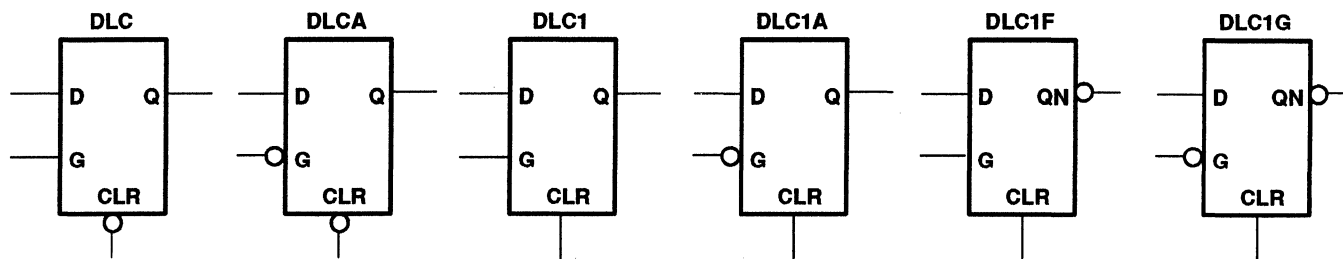 DLC DLCA DLC1 DLC1A DLC1F DLC1G
D Q D Q D Q D Q D QN D QN
G G G G G G
CLR CLR CLR CLR CLR CLR